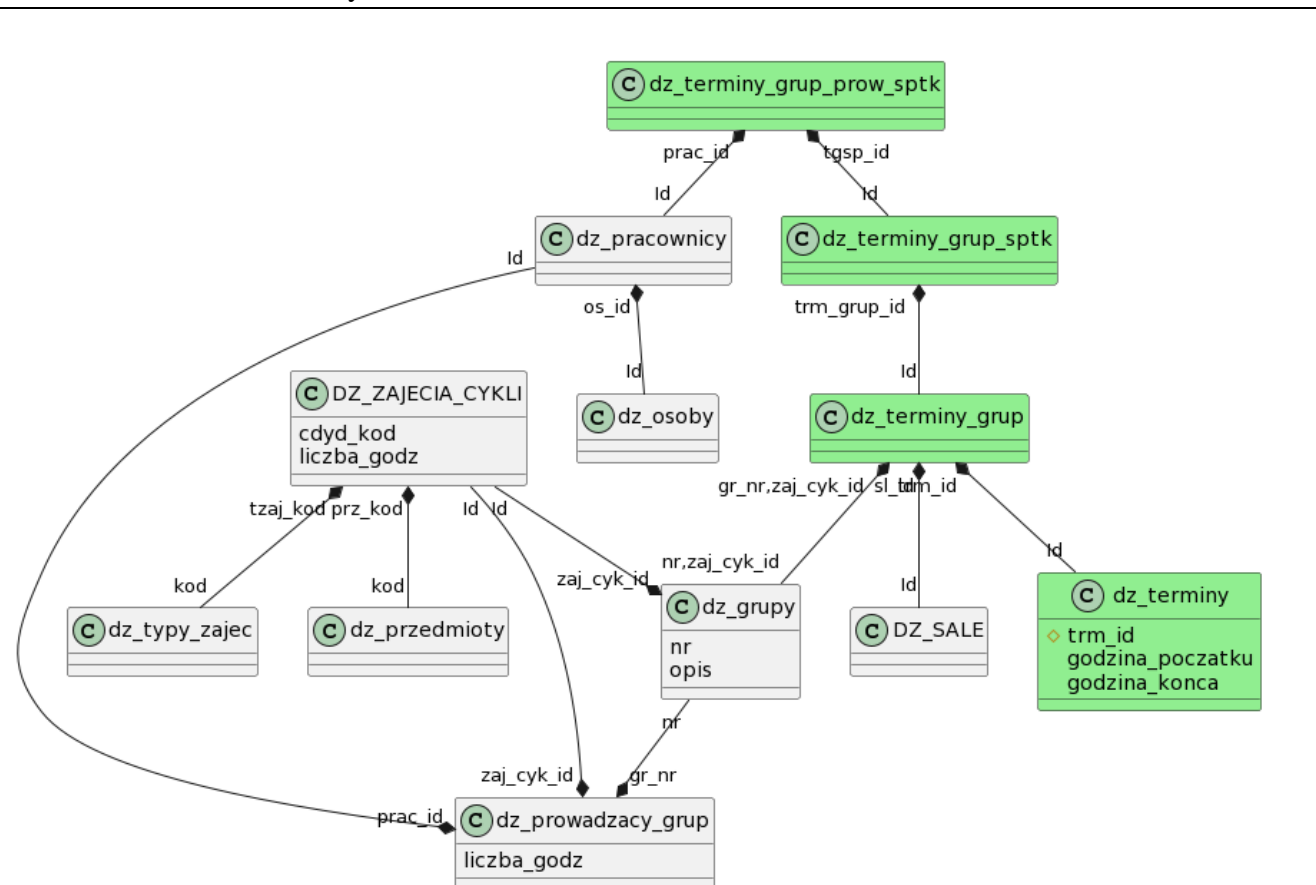 C dz_terminy_grup_prow_sptk
prac_id
tgsp_id
Id
Id
C dz_pracownicy
C dz_terminy_grup_sptk
Id
os_id
trm_grup_id
Id
Id
C DZ_ZAJECIA_CYKLI
cdyd_kod
liczba_godz
C dz_osoby
C dz_terminy_grup
tzaj_kod
prz_kod
Id
Id
gr_nr,zaj_cyk_id
sl_id
trm_id
kod
kod
zaj_cyk_id
nr,zaj_cyk_id
Id
Id
C dz_typy_zajec
C dz_przedmioty
C dz_grupy
nr
opis
C DZ_SALE
C dz_terminy
trm_id
godzina_poczatku
godzina_konca
nr
zaj_cyk_id
gr_nr
prac_id
C dz_prowadzacy_grup
liczba_godz